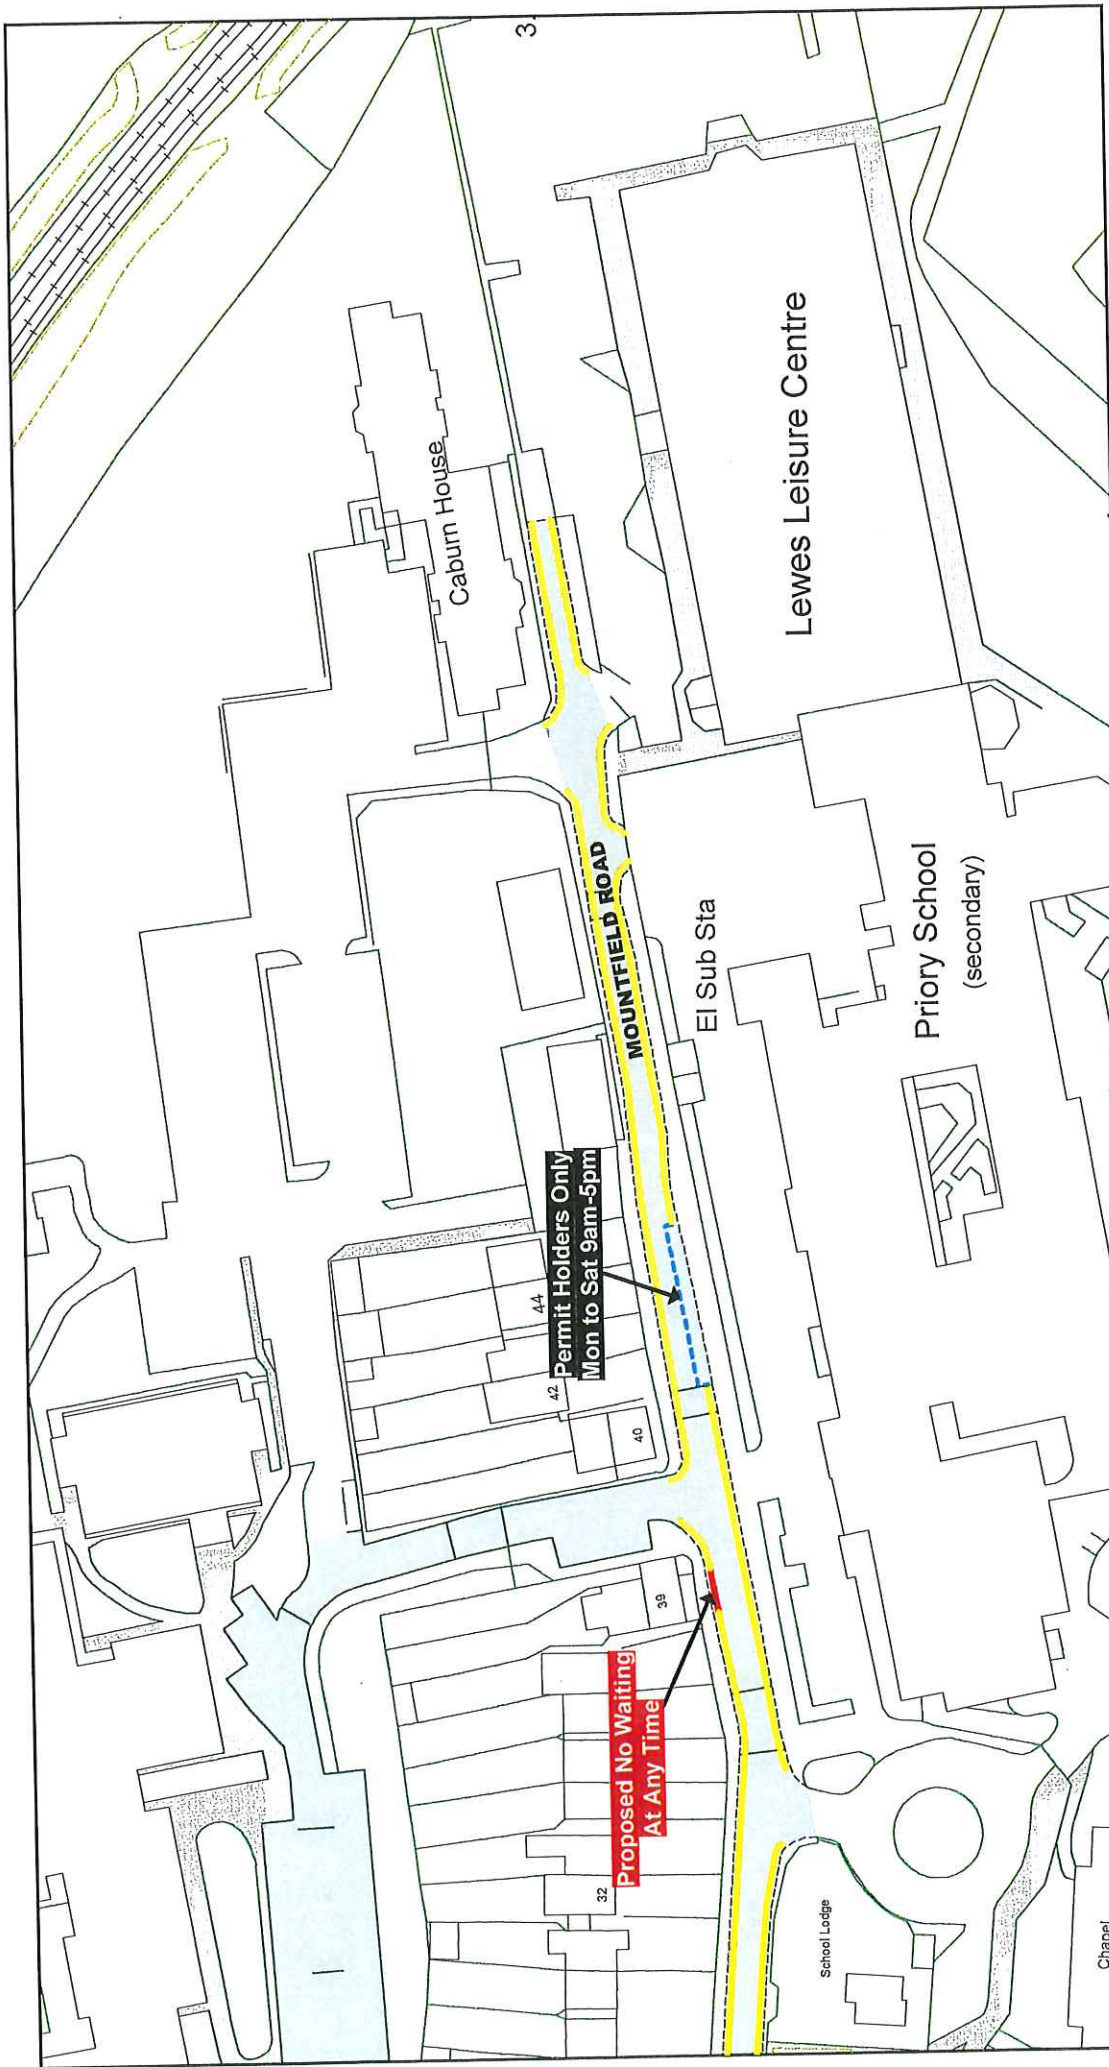 3.
Caburn House
Lewes Leisure Centre
MOUNTFIELD ROAD
El Sub Sta
Priory School
(secondary)
Permit Holders Only
Mon to Sat 9am-5pm
44
42
40
39
Proposed No Waiting
At Any Time
32
School Lodge
Chapel